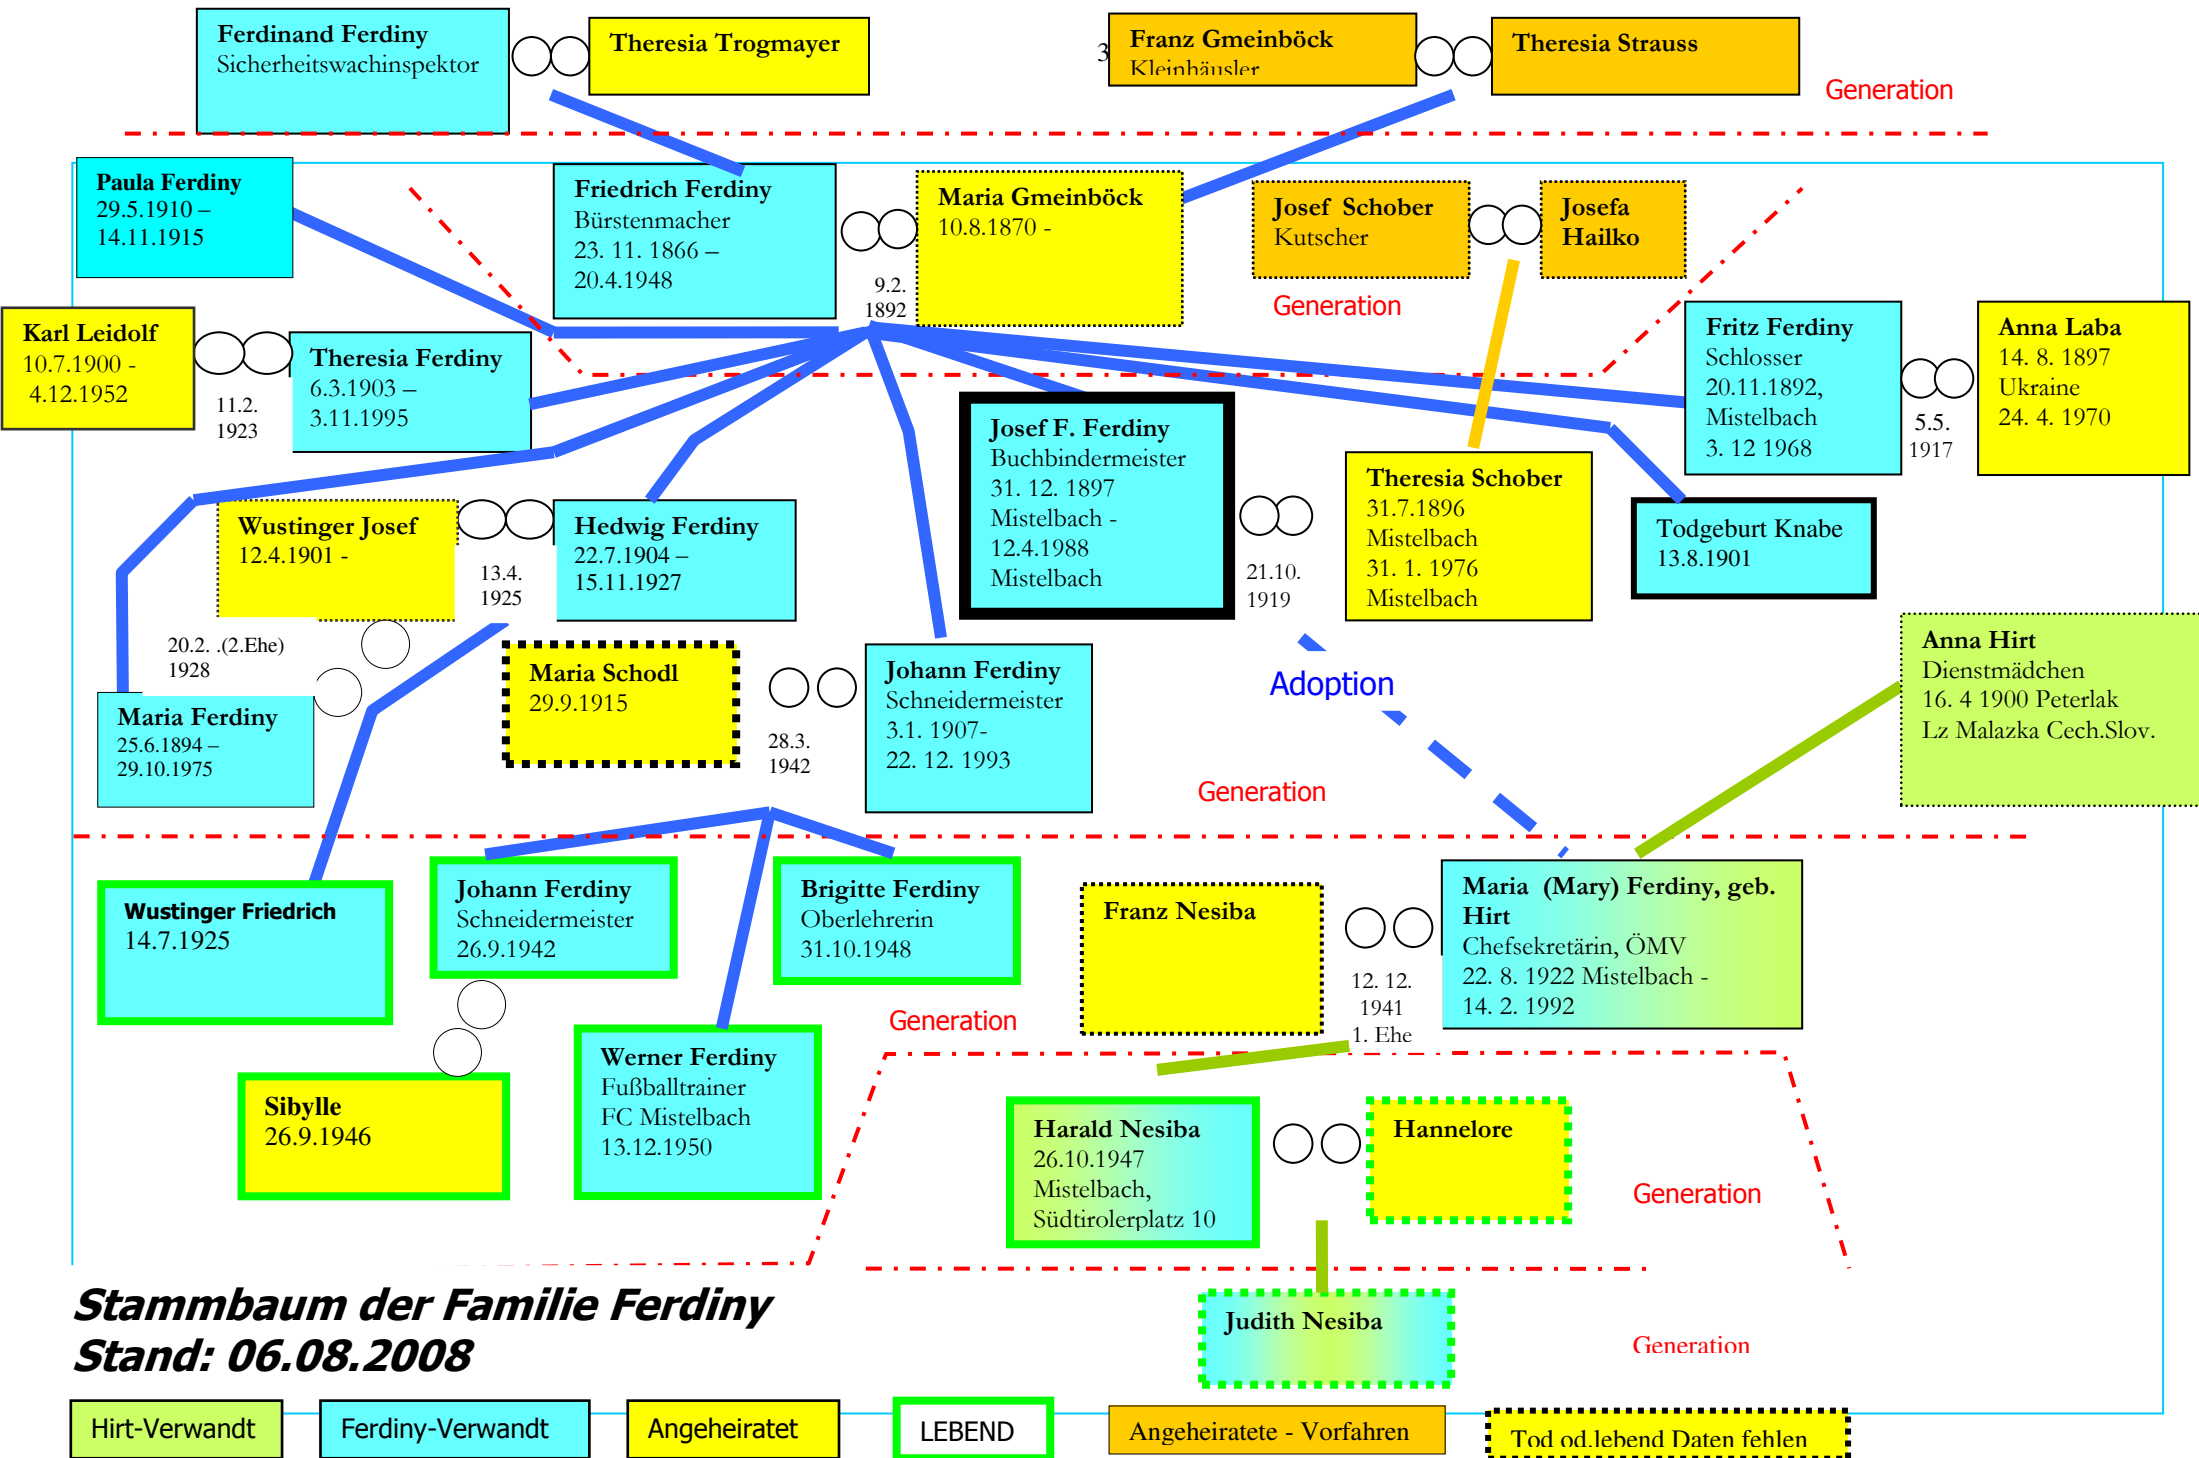 Ferdinand Ferdiny
Sicherheitswachinspektor
Theresia Trogmayer
3
Franz Gmeinböck
Kleinhäusler
Theresia Strauss
Generation
Paula Ferdiny
29.5.1910 –
14.11.1915
Friedrich Ferdiny
Bürstenmacher
23. 11. 1866 –
20.4.1948
9.2.
1892
Maria Gmeinböck
10.8.1870 -
Josef  Schober
Kutscher
Josefa
Hailko
Generation
Karl Leidolf
10.7.1900 -
4.12.1952
11.2.
1923
Theresia Ferdiny
6.3.1903 –
3.11.1995
Fritz Ferdiny
Schlosser
20.11.1892,
Mistelbach
3. 12 1968
5.5.
1917
Anna Laba
14. 8. 1897
Ukraine
24. 4. 1970
Wustinger Josef
12.4.1901 -
13.4.
1925
Hedwig Ferdiny
22.7.1904 –
15.11.1927
Josef F. Ferdiny
Buchbindermeister
31. 12. 1897
Mistelbach -
12.4.1988
Mistelbach
21.10.
1919
Theresia Schober
31.7.1896
Mistelbach
31. 1. 1976
Mistelbach
Todgeburt Knabe
13.8.1901
20.2. .(2.Ehe)
1928
Maria Ferdiny
25.6.1894 –
29.10.1975
Maria Schodl
29.9.1915
28.3.
1942
Johann Ferdiny
Schneidermeister
3.1. 1907-
22. 12. 1993
Adoption
Anna Hirt
Dienstmädchen
16. 4 1900 Peterlak
Lz Malazka Cech.Slov.
Generation
Wustinger Friedrich
14.7.1925
Johann Ferdiny
Schneidermeister
26.9.1942
Brigitte Ferdiny
Oberlehrerin
31.10.1948
Franz Nesiba
12. 12.
1941
1. Ehe
Maria  (Mary) Ferdiny, geb.
Hirt
Chefsekretärin, ÖMV
22. 8. 1922 Mistelbach -
14. 2. 1992
Generation
Sibylle
26.9.1946
Werner Ferdiny
Fußballtrainer
FC Mistelbach
13.12.1950
Harald Nesiba
26.10.1947
Mistelbach,
Südtirolerplatz 10
Hannelore
Generation
Judith Nesiba
Generation
Stammbaum der Familie Ferdiny
Stand: 06.08.2008
Hirt-Verwandt
Ferdiny-Verwandt
Angeheiratet
LEBEND
Angeheiratete - Vorfahren
Tod od.lebend Daten fehlen